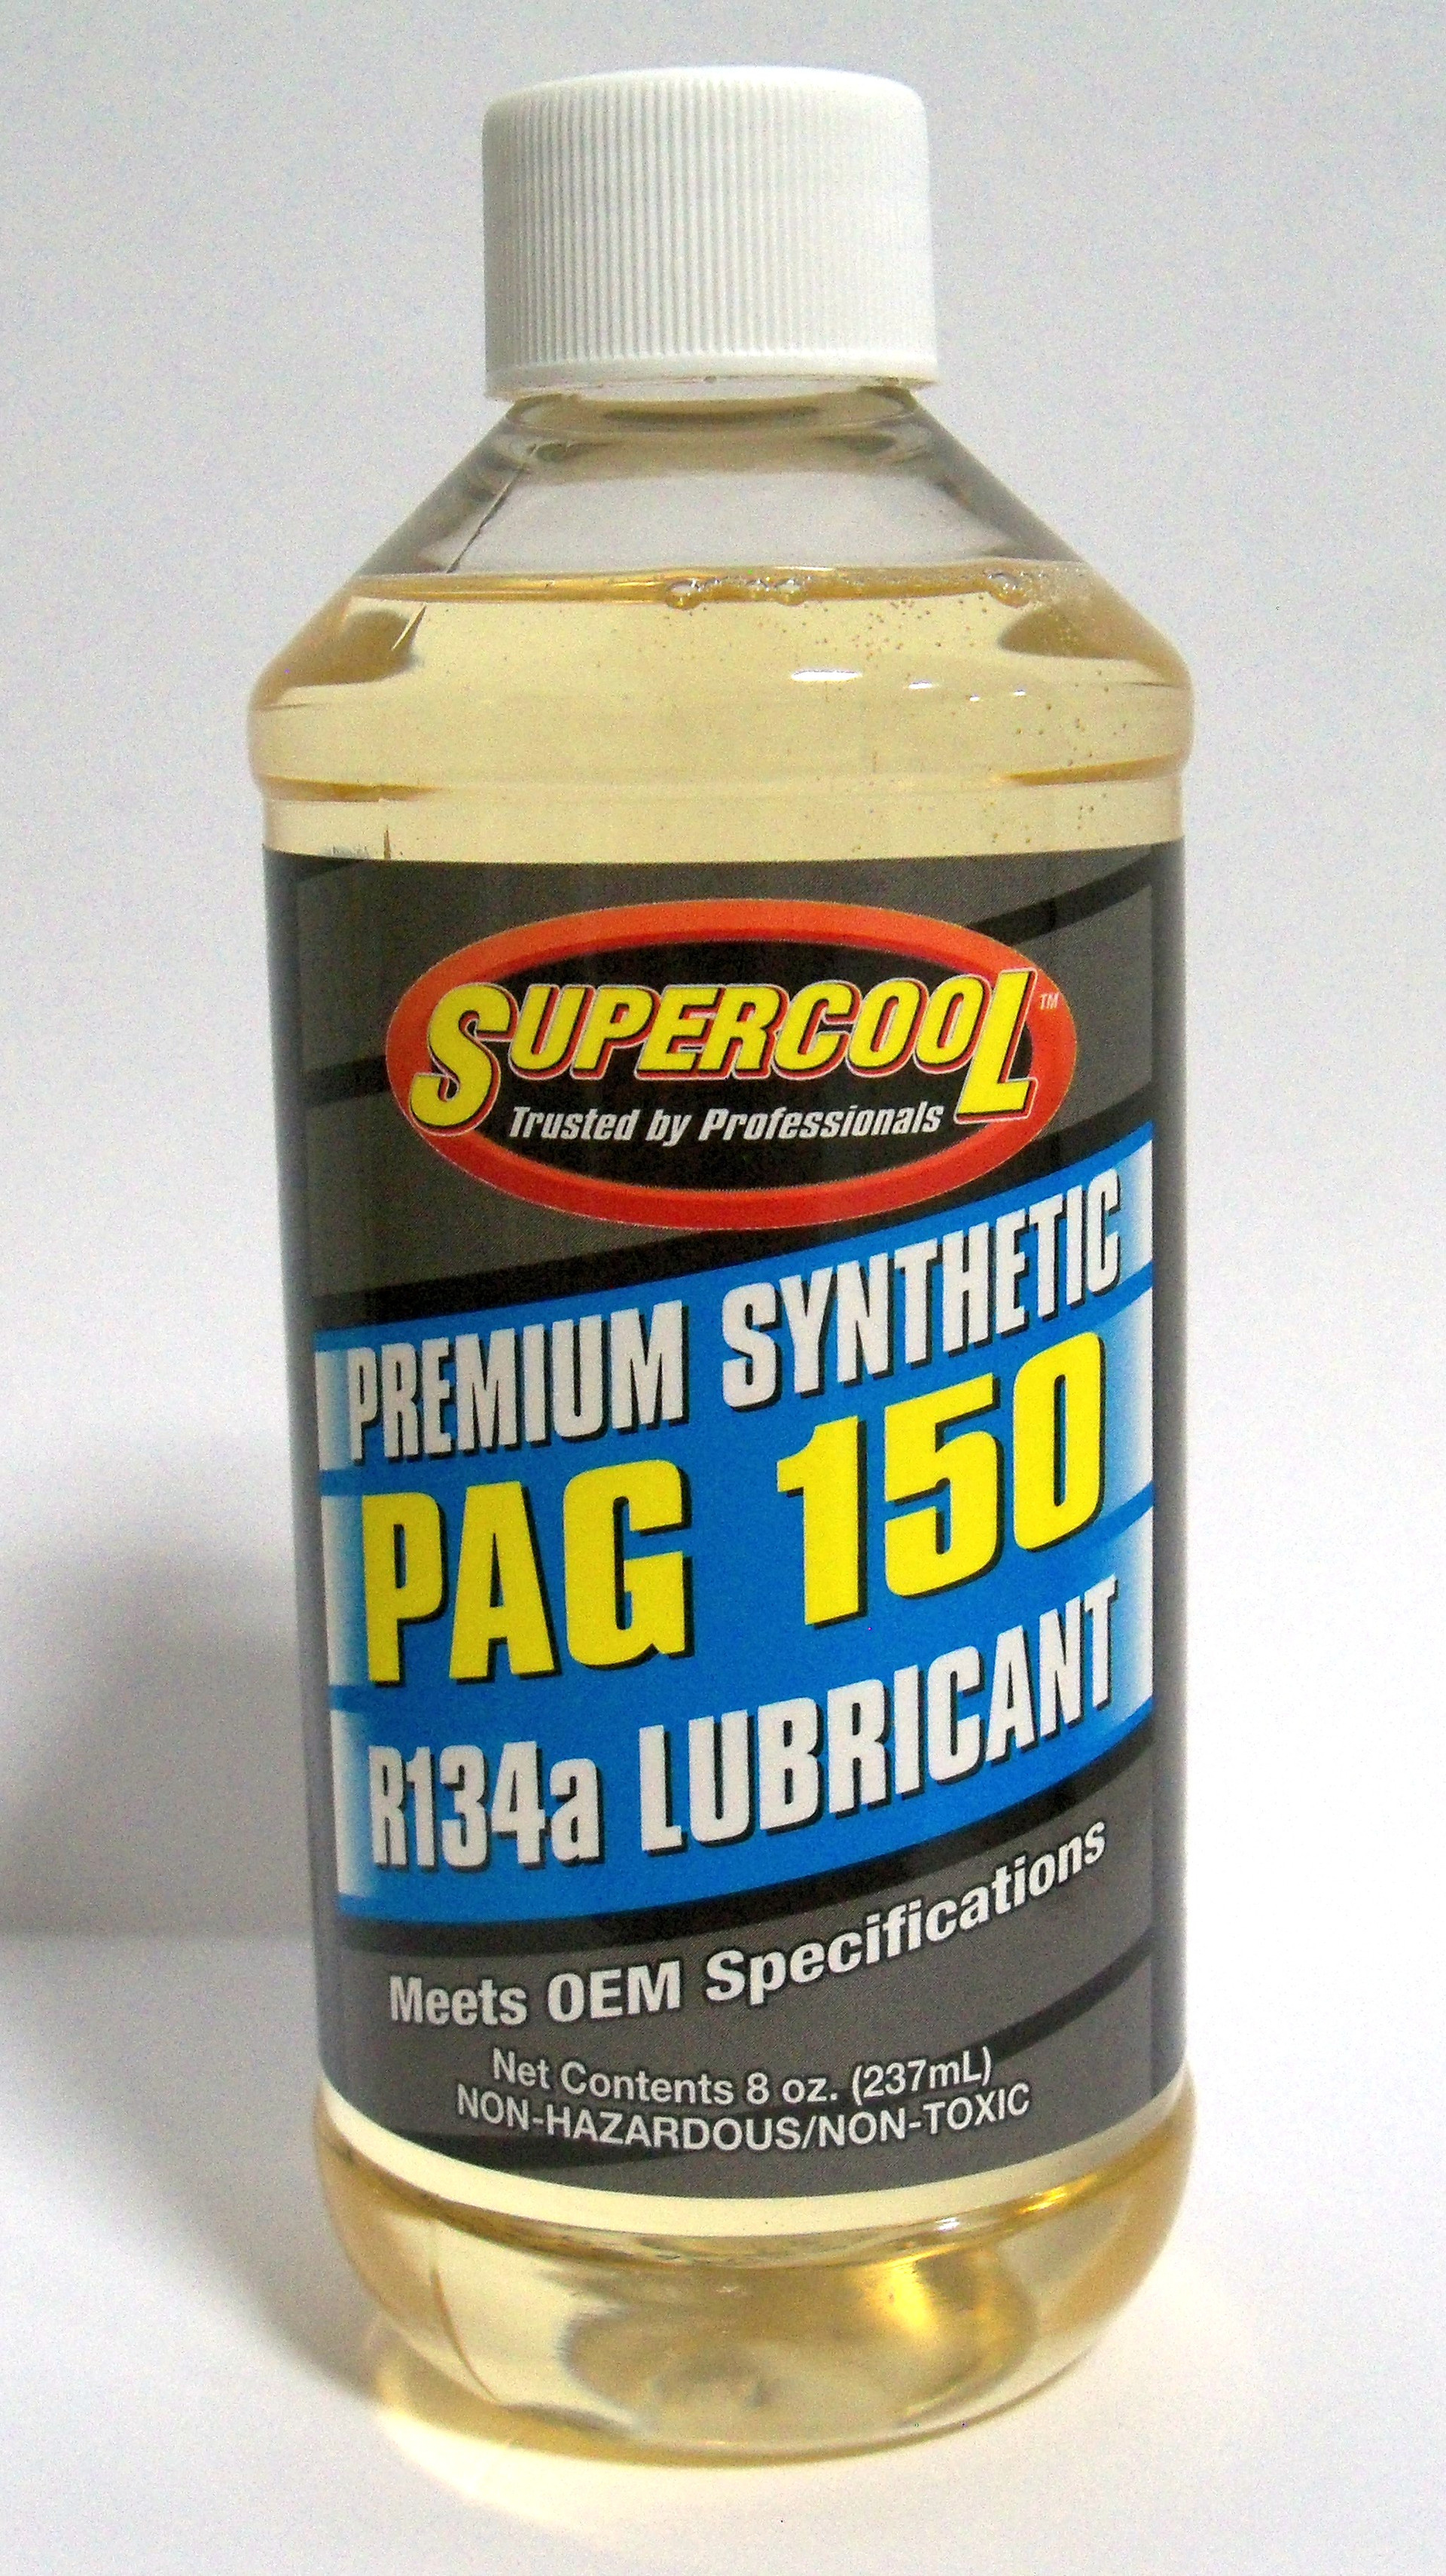 SUPERCOOL™
Trusted by Professionals
PREMIUM SYNTHETIC
PAG 150
R134a LUBRICANT
Meets OEM Specifications
Net Contents 8 oz. (237mL)
NON-HAZARDOUS/NON-TOXIC